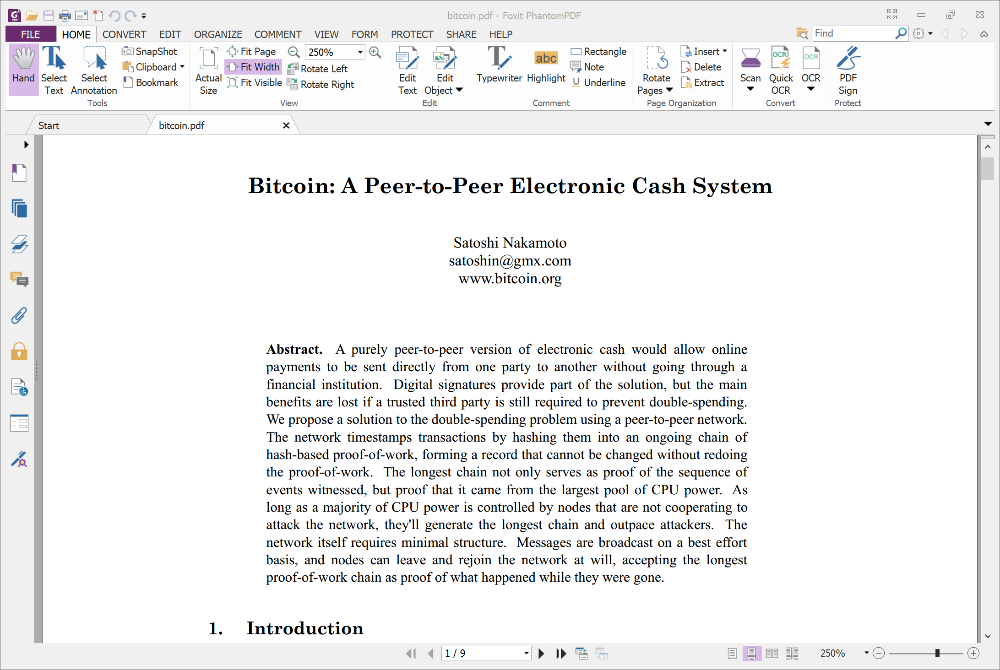 bitcoin.pdf - Foxit PhantomPDF
FILE HOME CONVERT EDIT ORGANIZE COMMENT VIEW FORM PROTECT SHARE HELP Find
Hand
Select Text
Select Annotation
SnapShot
Clipboard
Bookmark
Tools
Actual Size
Fit Page
Fit Width
Fit Visible
250%
Rotate Left
Rotate Right
View
Edit Text
Edit Object
Edit
Typewriter
abc
Highlight
Rectangle
Note
Underline
Comment
Rotate Pages
Insert
Delete
Extract
Page Organization
Scan
OCR
Quick OCR
OCR
OCR
Convert
PDF Sign
Protect
Start
bitcoin.pdf
Bitcoin: A Peer-to-Peer Electronic Cash System
Satoshi Nakamoto
satoshin@gmx.com
www.bitcoin.org
Abstract. A purely peer-to-peer version of electronic cash would allow online
payments to be sent directly from one party to another without going through a
financial institution. Digital signatures provide part of the solution, but the main
benefits are lost if a trusted third party is still required to prevent double-spending.
We propose a solution to the double-spending problem using a peer-to-peer network.
The network timestamps transactions by hashing them into an ongoing chain of
hash-based proof-of-work, forming a record that cannot be changed without redoing
the proof-of-work. The longest chain not only serves as proof of the sequence of
events witnessed, but proof that it came from the largest pool of CPU power. As
long as a majority of CPU power is controlled by nodes that are not cooperating to
attack the network, they'll generate the longest chain and outpace attackers. The
network itself requires minimal structure. Messages are broadcast on a best effort
basis, and nodes can leave and rejoin the network at will, accepting the longest
proof-of-work chain as proof of what happened while they were gone.
1. Introduction
1 / 9
250%